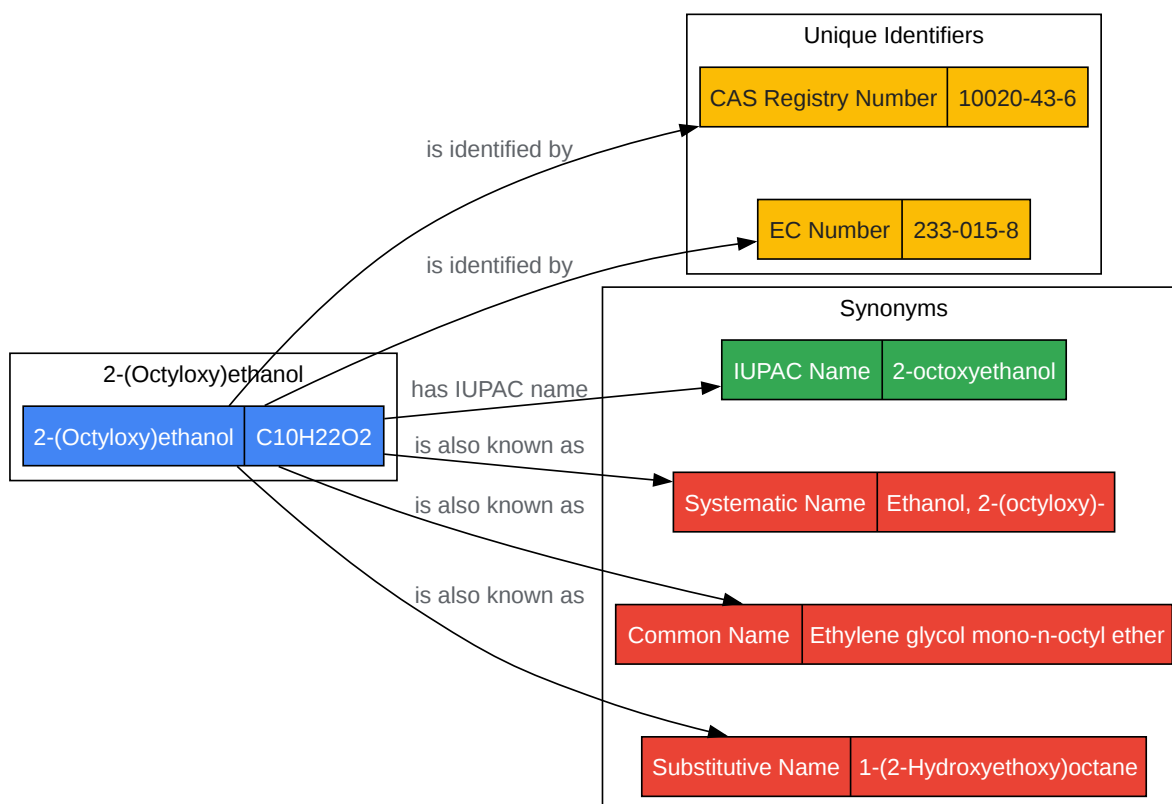 Unique Identifiers
CAS Registry Number 10020-43-6
is identified by
EC Number 233-015-8
is identified by
Synonyms
2-(Octyloxy)ethanol
2-(Octyloxy)ethanol C10H22O2
has IUPAC name
IUPAC Name 2-octoxyethanol
is also known as
Systematic Name Ethanol, 2-(octyloxy)-
is also known as
Common Name Ethylene glycol mono-n-octyl ether
is also known as
Substitutive Name 1-(2-Hydroxyethoxy)octane